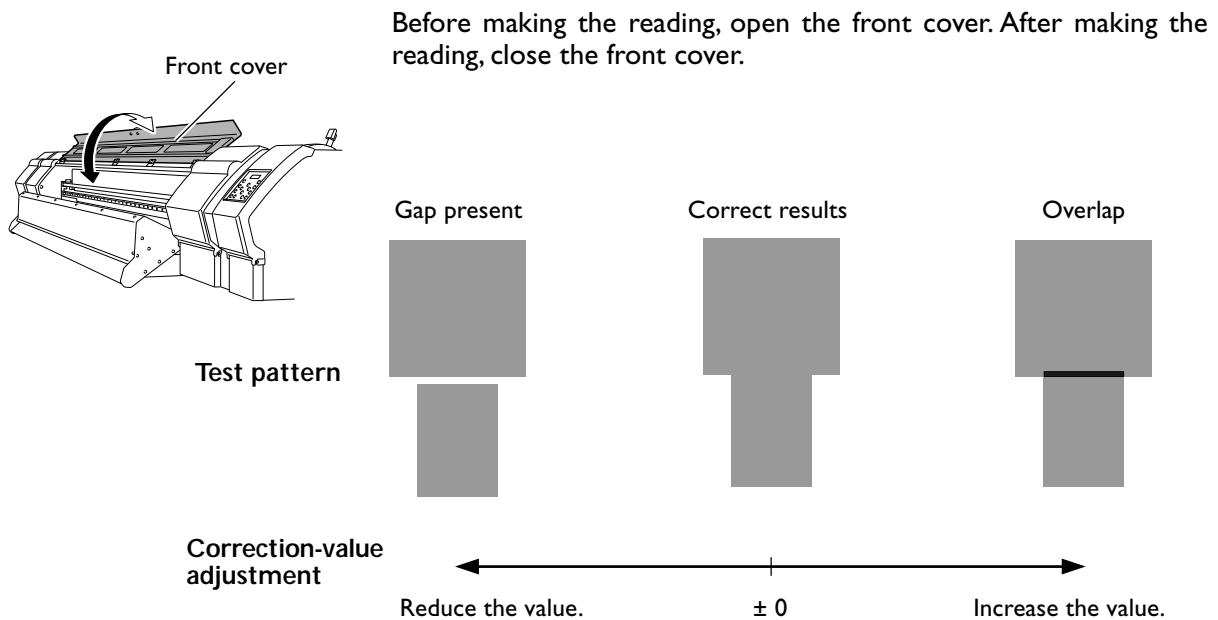 Before making the reading, open the front cover. After making the
reading, close the front cover.
Front cover
Gap present
Correct results
Overlap
Test pattern
Correction-value
adjustment
Reduce the value.
± 0
Increase the value.